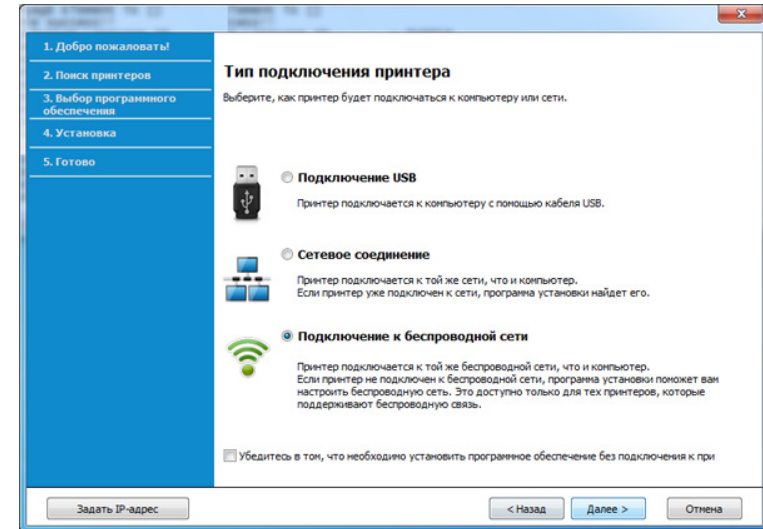 1. Добро пожаловать!
2. Поиск принтеров
3. Выбор программного
обеспечения
4. Установка
5. Готово
Тип подключения принтера
Выберите, как принтер будет подключаться к компьютеру или сети.
Подключение USB
Принтер подключается к компьютеру с помощью кабеля USB.
Сетевое соединение
Принтер подключается к той же сети, что и компьютер.
Если принтер уже подключен к сети, программа установки найдет его.
Подключение к беспроводной сети
Принтер подключается к той же беспроводной сети, что и компьютер.
Если принтер не подключен к беспроводной сети, программа установки поможет вам
настроить беспроводную сеть. Это доступно только для тех принтеров, которые
поддерживают беспроводную связь.
Убедитесь в том, что необходимо установить программное обеспечение без подключения к при
Задать IP-адрес
< Назад
Далее >
Отмена